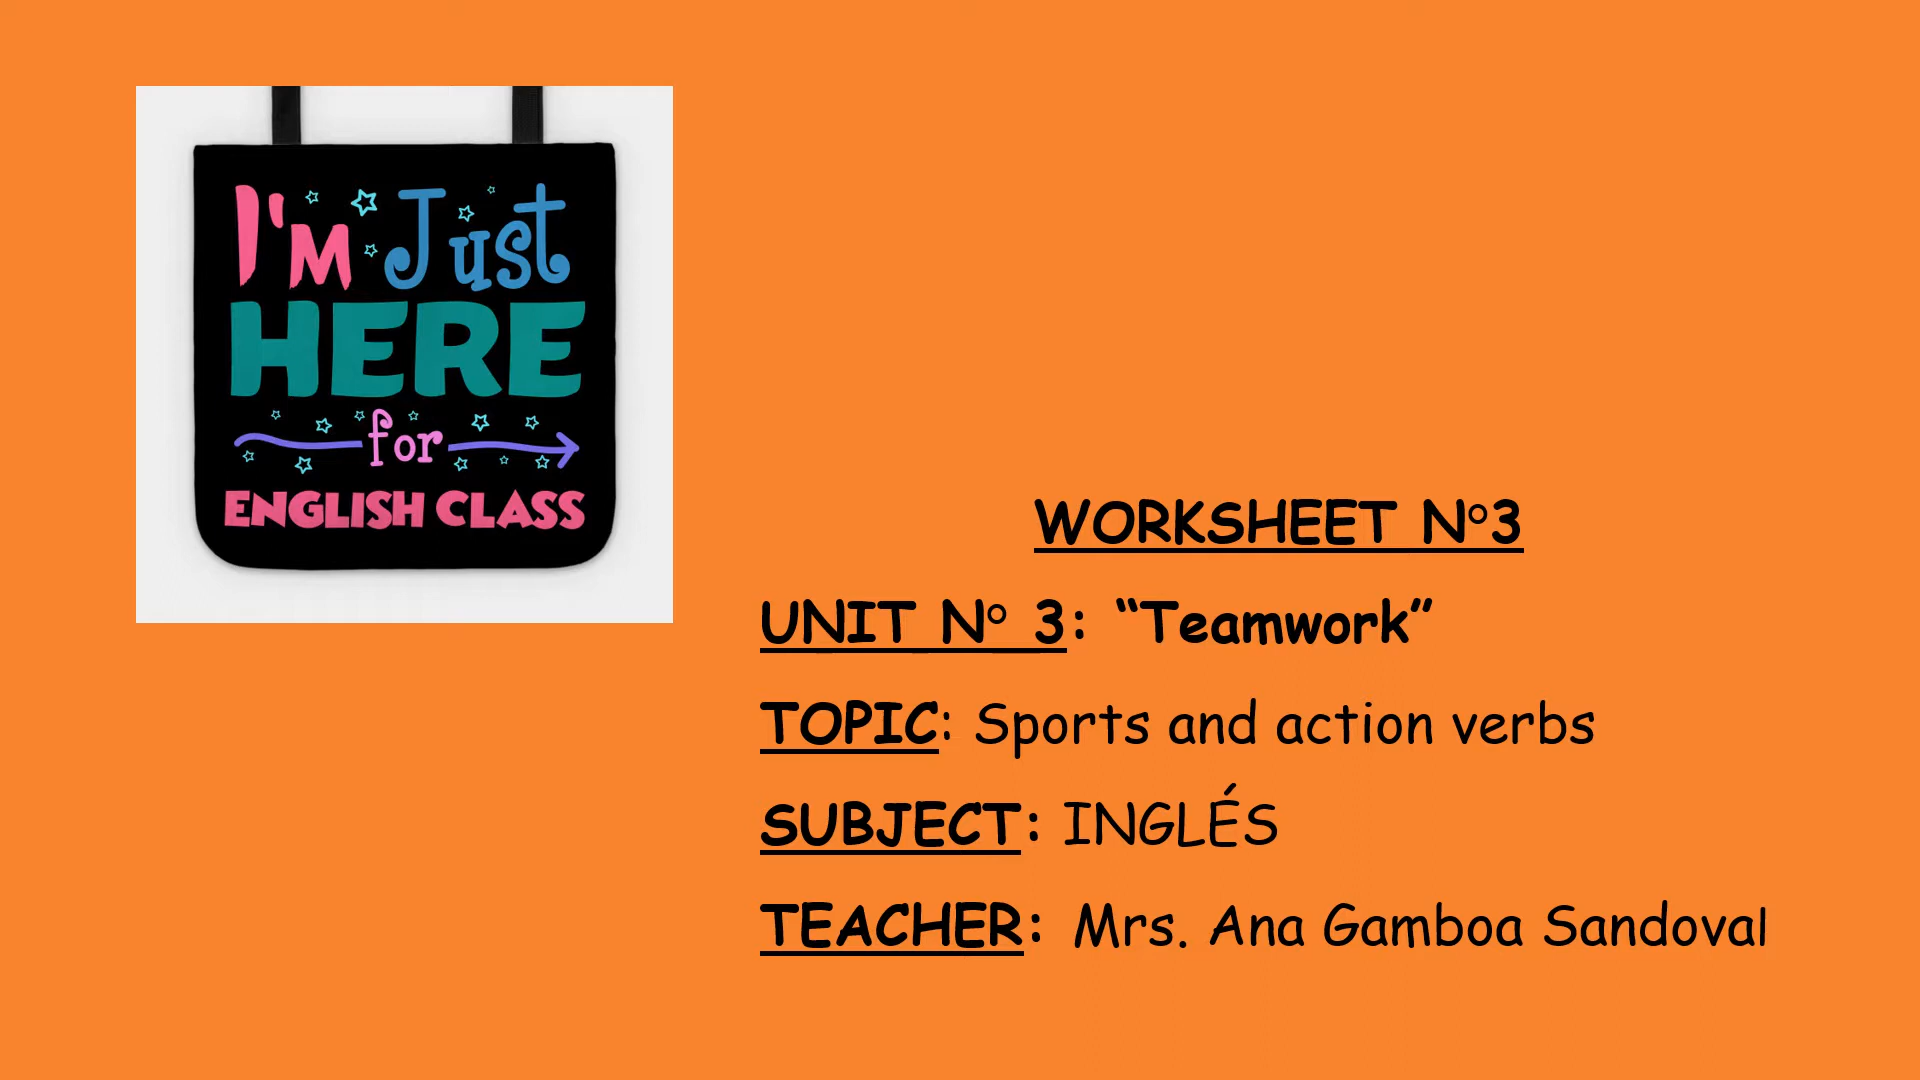 I'm Just
HERE
for
ENGLISH CLASS
WORKSHEET N°3
UNIT N° 3: “Teamwork”
TOPIC: Sports and action verbs
SUBJECT: INGLÉS
TEACHER: Mrs. Ana Gamboa Sandoval